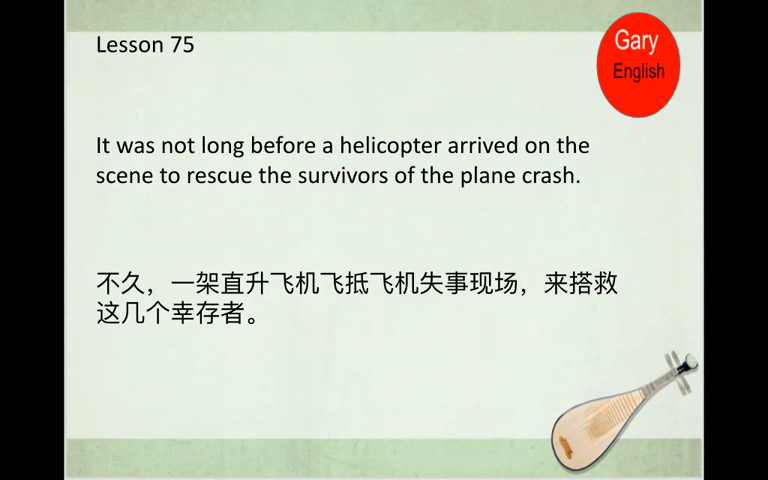 Lesson 75
Gary
English
It was not long before a helicopter arrived on the
scene to rescue the survivors of the plane crash.
不久，一架直升飞机飞抵飞机失事现场，来搭救
这几个幸存者。